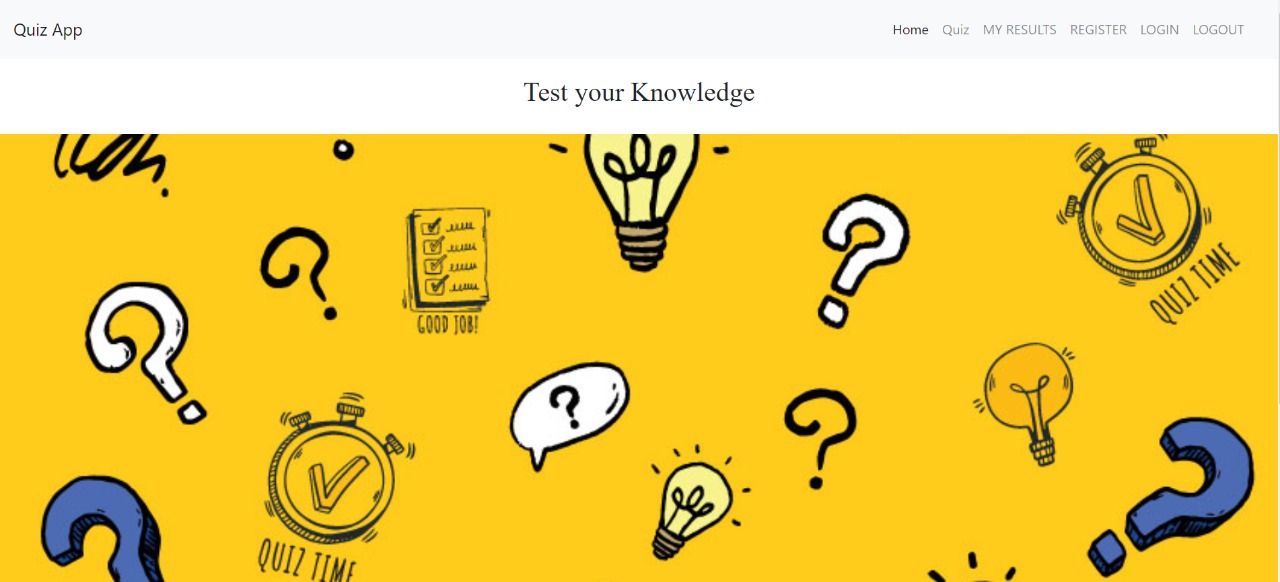 Quiz App
Home Quiz MY RESULTS REGISTER LOGIN LOGOUT
Test your Knowledge
GOOD JOB!
QUIZ TIME
QUIZ TIME